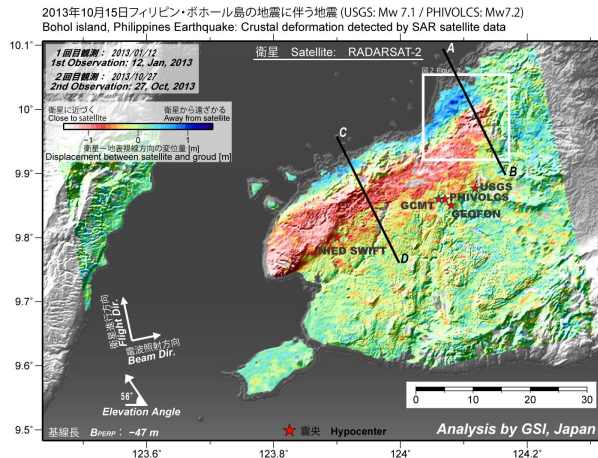 2013年10月15日フィリピン・ボホール島の地震に伴う地震 (USGS: Mw 7.1 / PHIVOLCS: Mw7.2)
Bohol island, Philippines Earthquake: Crustal deformation detected by SAR satellite data
10.1°
10°
9.9°
9.8°
9.7°
9.6°
9.5°
１回目観測： 2013/01/12
1st Observation: 12, Jan, 2013
２回目観測： 2013/10/27
2nd Observation: 27, Oct, 2013
衛星 Satellite: RADARSAT-2
衛星に近づく 衛星から遠ざかる
Close to satellite Away from satellite
−1 0 1
衛星ー地表視線方向の変位量 [m]
Displacement between satellite and groud [m]
A
B
C
D
USGS
PHIVOLCS
GCMT
GEOFON
NIED SWIFT
衛星進行方向
Flight Dir.
電波照射方向
Beam Dir.
56°
Elevation Angle
基線長 BPERP： −47 m
震央 Hypocenter
0 10 20 30
Analysis by GSI, Japan
123.6° 123.8° 124° 124.2°